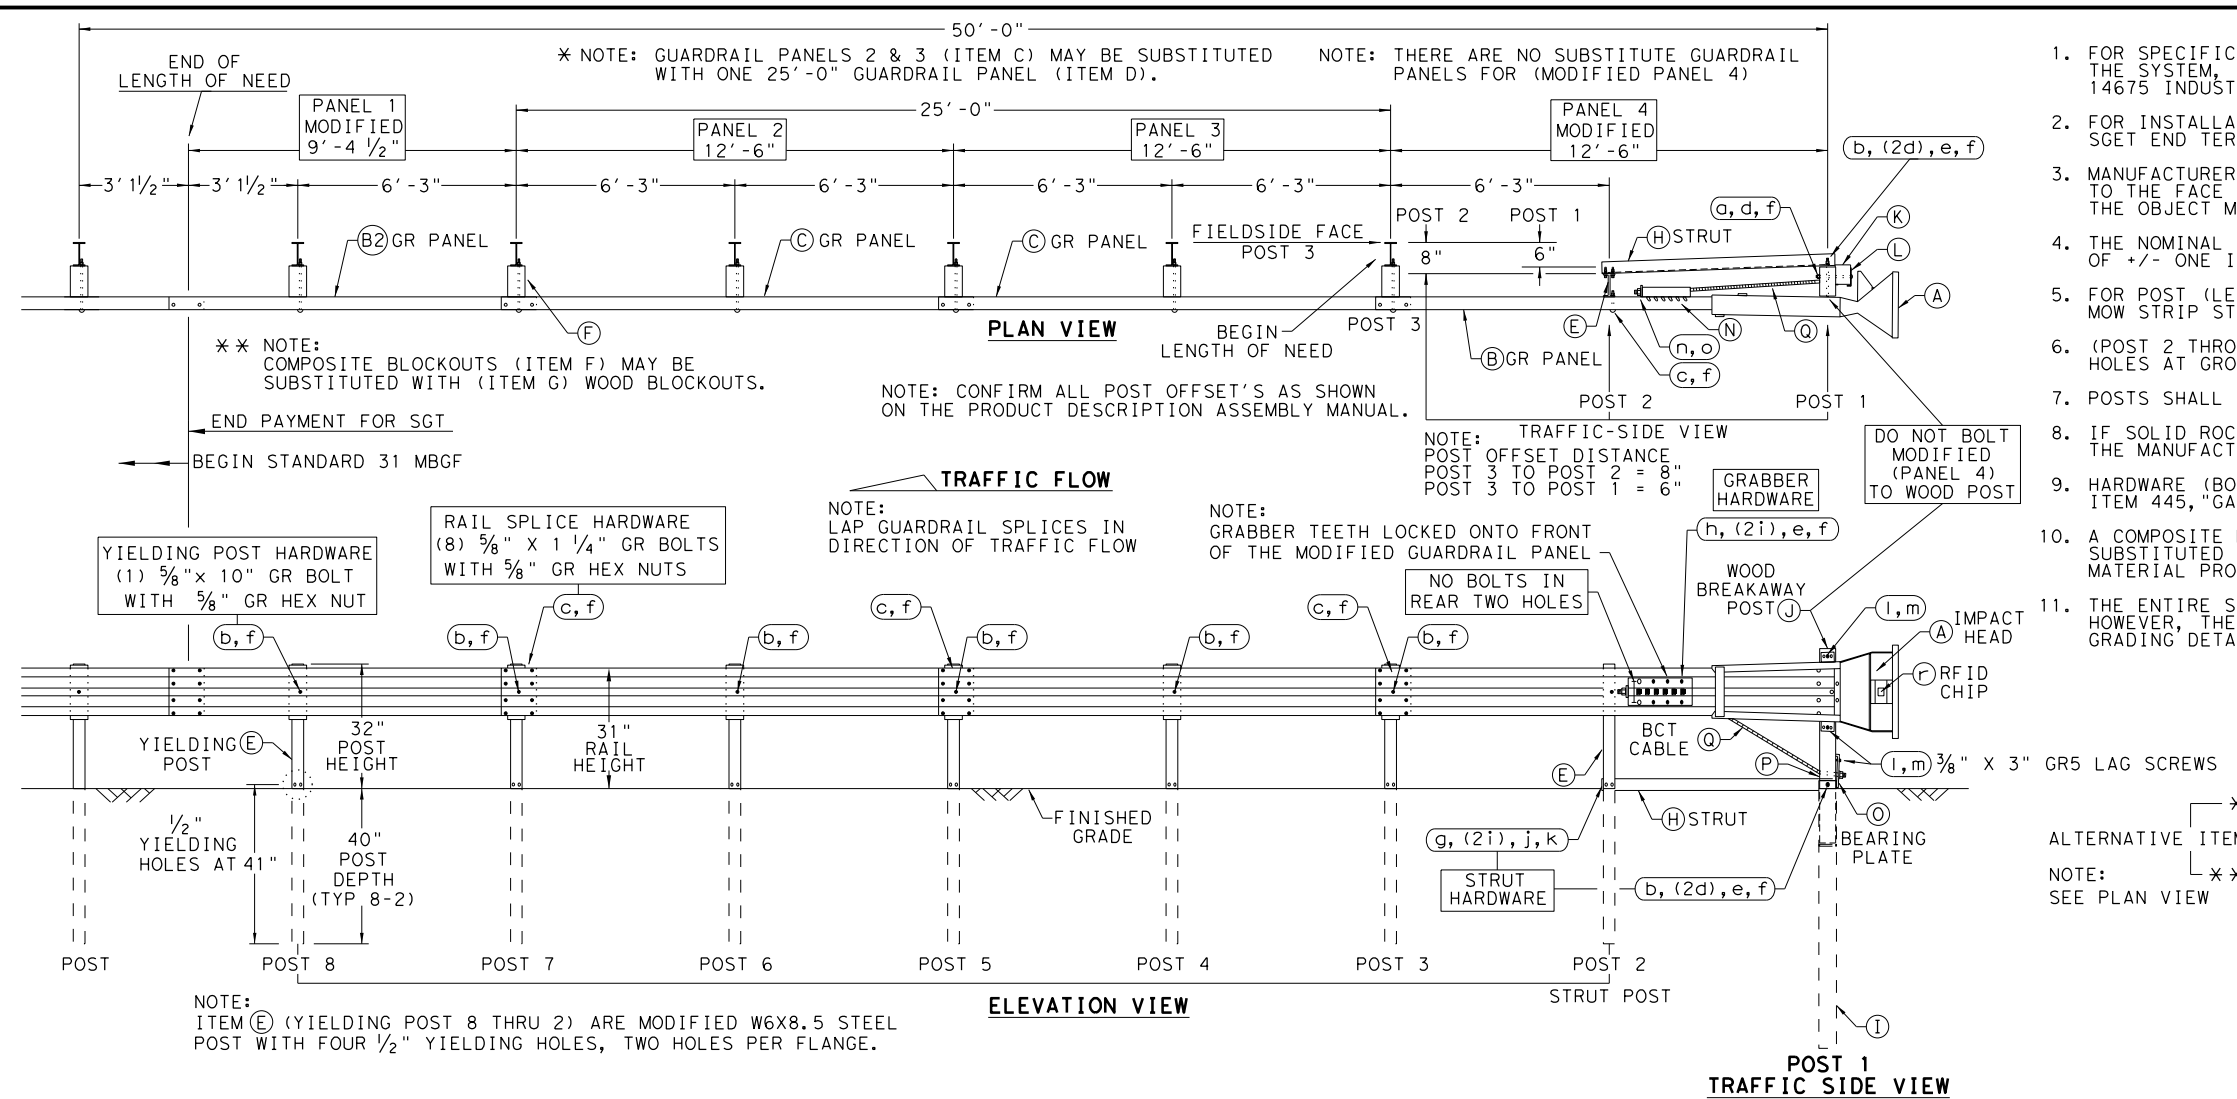 50'-0"
END OF
LENGTH OF NEED
* NOTE: GUARDRAIL PANELS 2 & 3 (ITEM C) MAY BE SUBSTITUTED
WITH ONE 25'-0" GUARDRAIL PANEL (ITEM D).
NOTE: THERE ARE NO SUBSTITUTE GUARDRAIL
PANELS FOR (MODIFIED PANEL 4)
PANEL 1
MODIFIED
9'-4 1/2"
25'-0"
PANEL 2
12'-6"
PANEL 3
12'-6"
PANEL 4
MODIFIED
12'-6"
b, (2d), e, f
3' 1 1/2"
3' 1 1/2"
6'-3"
6'-3"
6'-3"
6'-3"
6'-3"
6'-3"
POST 2
POST 1
a, d, f
K
B2 GR PANEL
C GR PANEL
FIELDSIDE FACE
POST 3
C GR PANEL
8"
6"
H STRUT
L
A
F
PLAN VIEW
BEGIN
LENGTH OF NEED
POST 3
E
N
Q
n, o
B GR PANEL
c, f
** NOTE:
COMPOSITE BLOCKOUTS (ITEM F) MAY BE
SUBSTITUTED WITH (ITEM G) WOOD BLOCKOUTS.
NOTE: CONFIRM ALL POST OFFSET'S AS SHOWN
ON THE PRODUCT DESCRIPTION ASSEMBLY MANUAL.
POST 2
POST 1
END PAYMENT FOR SGT
BEGIN STANDARD 31 MBGF
TRAFFIC-SIDE VIEW
NOTE:
POST OFFSET DISTANCE
POST 3 TO POST 2 = 8"
POST 3 TO POST 1 = 6"
DO NOT BOLT
MODIFIED
(PANEL 4)
TO WOOD POST
TRAFFIC FLOW
NOTE:
LAP GUARDRAIL SPLICES IN
DIRECTION OF TRAFFIC FLOW
GRABBER
HARDWARE
NOTE:
GRABBER TEETH LOCKED ONTO FRONT
OF THE MODIFIED GUARDRAIL PANEL
h, (2i), e, f
YIELDING POST HARDWARE
(1) 5/8"x 10" GR BOLT
WITH 5/8" GR HEX NUT
RAIL SPLICE HARDWARE
(8) 5/8" X 1 1/4" GR BOLTS
WITH 5/8" GR HEX NUTS
NO BOLTS IN
REAR TWO HOLES
WOOD
BREAKAWAY
POST J
l, m
A IMPACT
HEAD
r RFID
CHIP
b, f
c, f
b, f
b, f
c, f
b, f
b, f
c, f
b, f
YIELDING E
POST
32"
POST
HEIGHT
31"
RAIL
HEIGHT
BCT
CABLE
Q
E
P
l, m 3/8" X 3" GR5 LAG SCREWS
1/2"
YIELDING
HOLES AT 41"
40"
POST
DEPTH
(TYP 8-2)
FINISHED
GRADE
H STRUT
O
BEARING
PLATE
g, (2i), j, k
STRUT
HARDWARE
b, (2d), e, f
POST
POST 8
POST 7
POST 6
POST 5
POST 4
POST 3
POST 2
STRUT POST
ELEVATION VIEW
NOTE:
ITEM E (YIELDING POST 8 THRU 2) ARE MODIFIED W6X8.5 STEEL
POST WITH FOUR 1/2" YIELDING HOLES, TWO HOLES PER FLANGE.
I
POST 1
TRAFFIC SIDE VIEW
1. FOR SPECIFIC
THE SYSTEM,
14675 INDUST
2. FOR INSTALLA
SGET END TER
3. MANUFACTURER
TO THE FACE
THE OBJECT M
4. THE NOMINAL
OF +/- ONE I
5. FOR POST (LE
MOW STRIP ST
6. (POST 2 THRO
HOLES AT GRO
7. POSTS SHALL
8. IF SOLID ROC
THE MANUFACT
9. HARDWARE (BO
ITEM 445,"GA
10. A COMPOSITE
SUBSTITUTED
MATERIAL PRO
11. THE ENTIRE S
HOWEVER, THE
GRADING DETA
*
ALTERNATIVE ITEM
NOTE:
**
SEE PLAN VIEW